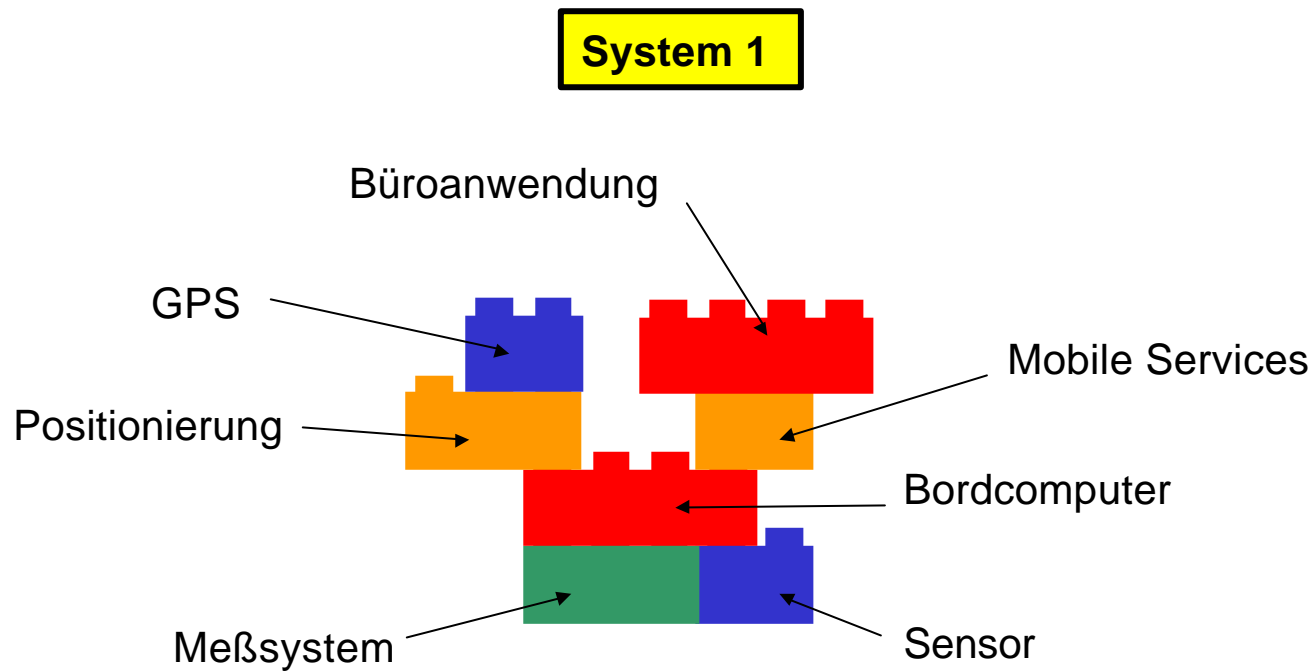 System 1
Büroanwendung
GPS
Mobile Services
Positionierung
Bordcomputer
Meßsystem
Sensor